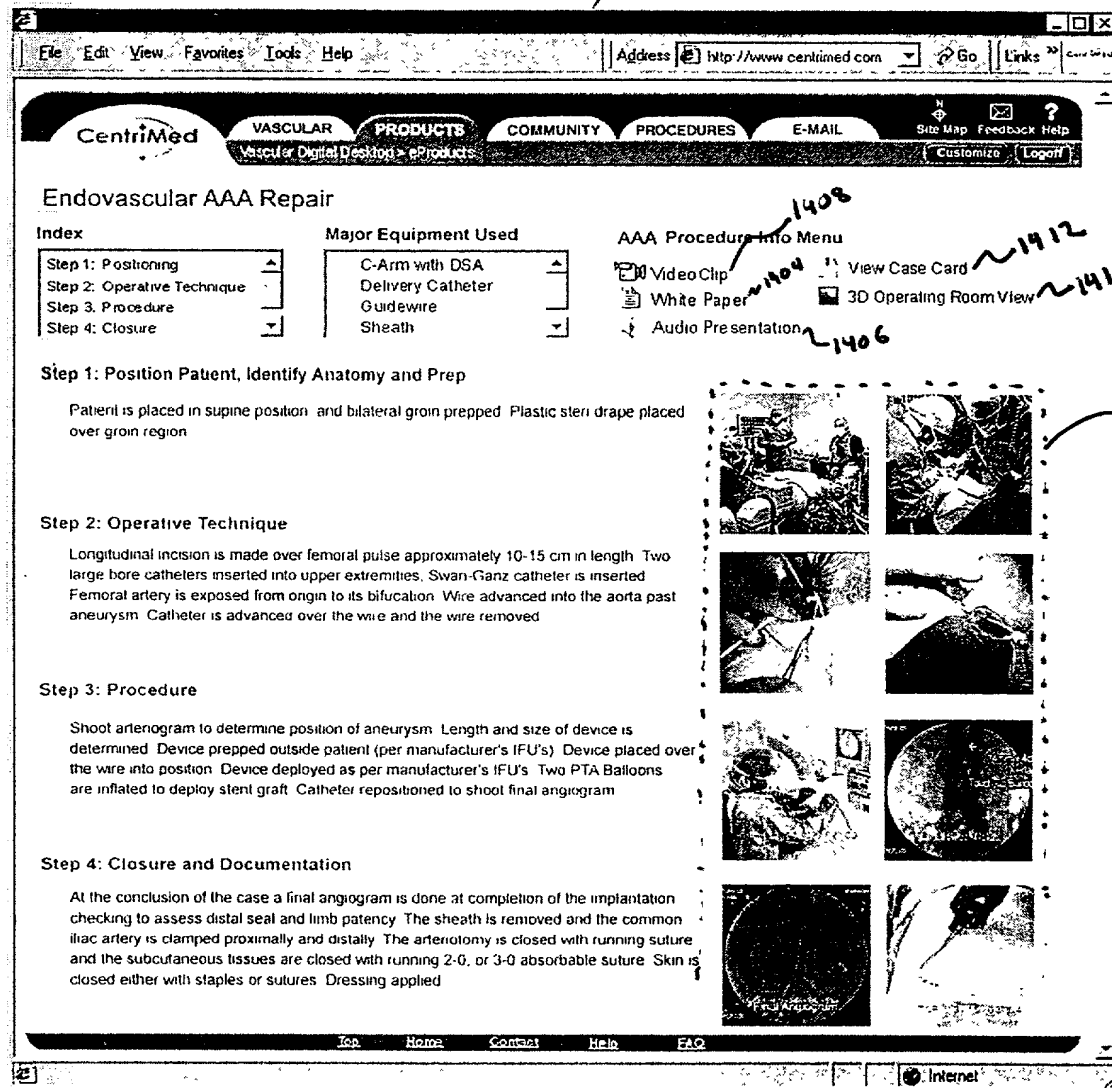 File Edit View Favorites Tools Help
Address http://www centrimed com Go Links
CentriMed
VASCULAR PRODUCTS COMMUNITY PROCEDURES E-MAIL
N
Site Map Feedback ? Help
Vascular Digital Desktop > eProducts
Customize Logoff
Endovascular AAA Repair
Index
Step 1: Positioning
Step 2: Operative Technique
Step 3. Procedure
Step 4: Closure
Major Equipment Used
C-Arm with DSA
Delivery Catheter
Guidewire
Sheath
AAA Procedure Info Menu
1408
Video Clip
White Paper 1404
Audio Presentation 1406
View Case Card 1412
3D Operating Room View
Step 1: Position Patient, Identify Anatomy and Prep
Patient is placed in supine position and bilateral groin prepped Plastic steri drape placed
over groin region
Step 2: Operative Technique
Longitudinal incision is made over femoral pulse approximately 10-15 cm in length Two
large bore catheters inserted into upper extremities, Swan-Ganz catheter is inserted
Femoral artery is exposed from origin to its bifucation Wire advanced into the aorta past
aneurysm Catheter is advanced over the wire and the wire removed
Step 3: Procedure
Shoot arteriogram to determine position of aneurysm Length and size of device is
determined Device prepped outside patient (per manufacturer's IFU's) Device placed over
the wire into position Device deployed as per manufacturer's IFU's Two PTA Balloons
are inflated to deploy stent graft Catheter repositioned to shoot final angiogram
Step 4: Closure and Documentation
At the conclusion of the case a final angiogram is done at completion of the implantation
checking to assess distal seal and limb patency The sheath is removed and the common
iliac artery is clamped proximally and distally The arteriotomy is closed with running suture
and the subcutaneous tissues are closed with running 2-0, or 3-0 absorbable suture Skin is
closed either with staples or sutures Dressing applied
Final Angiogram
Top Home Contact Help FAQ
Internet